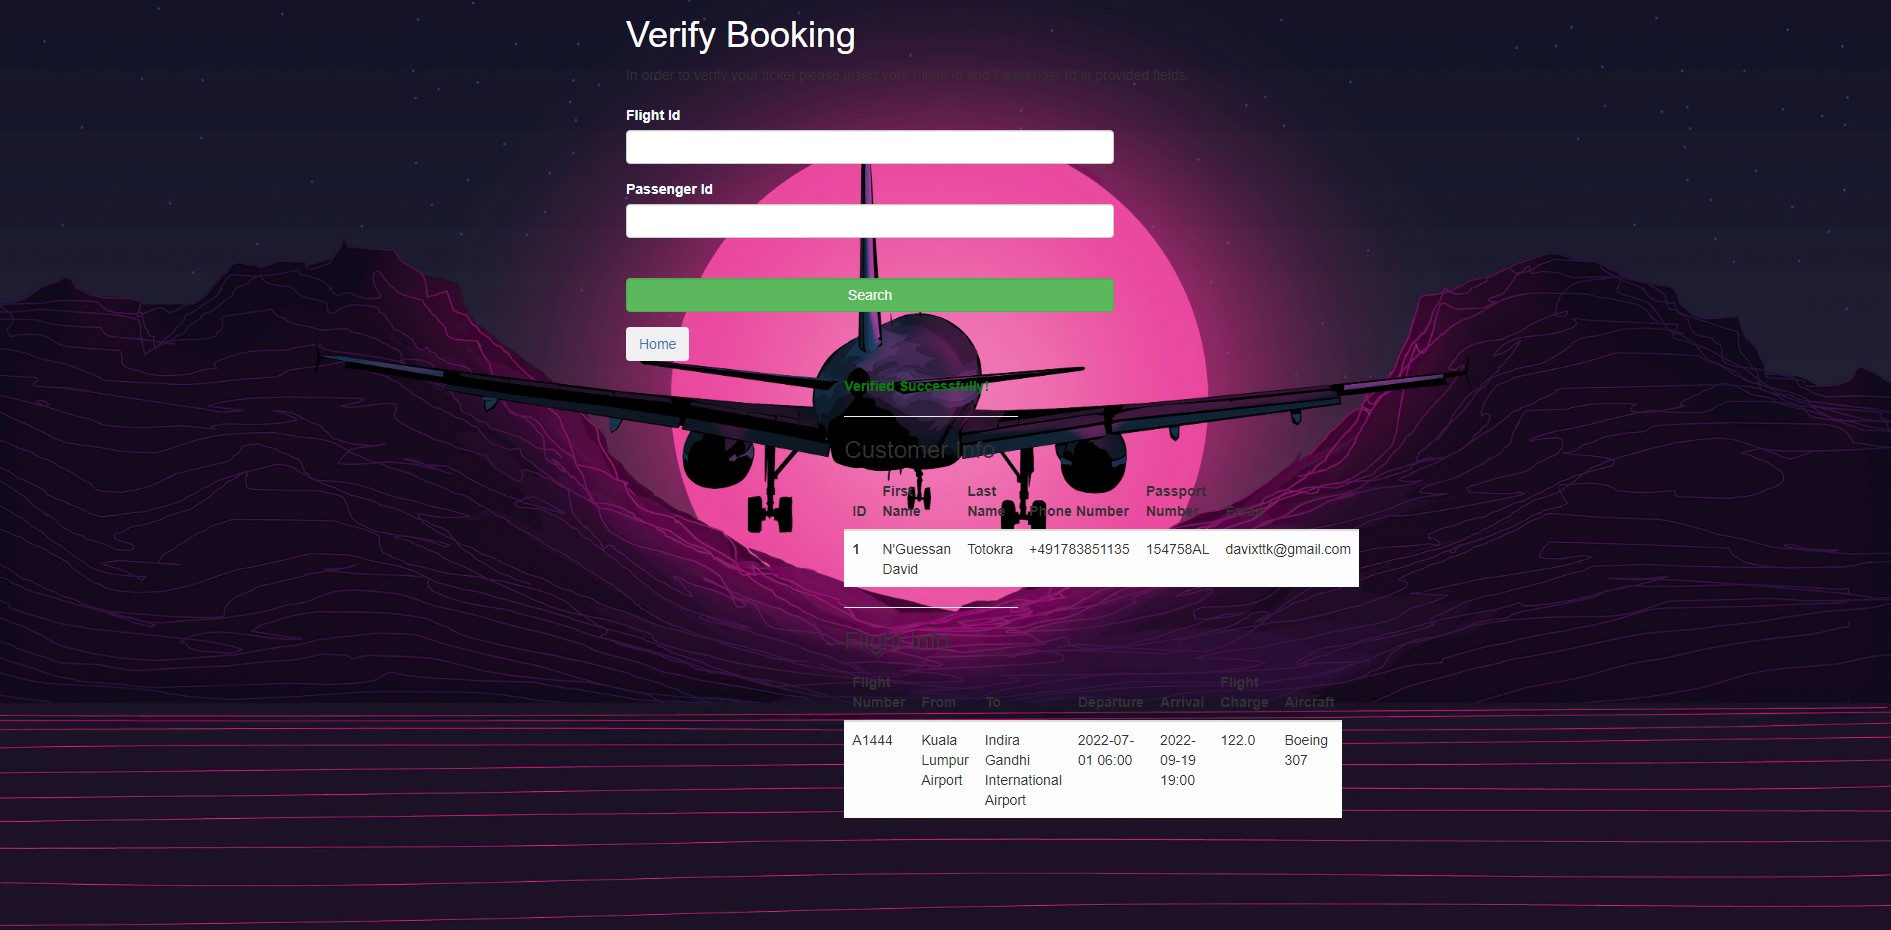 Verify Booking
In order to verify your ticket please insert your Flight Id and Passenger Id in provided fields.
Flight Id
Passenger Id
Search
Home
Verified Successfully!
Customer Info
ID First Name Last Name Phone Number Passport Number Email
1 N'Guessan David Totokra +491783851135 154758AL davixttk@gmail.com
Flight Info
Flight Number From To Departure Arrival Flight Charge Aircraft
A1444 Kuala Lumpur Airport Indira Gandhi International Airport 2022-07-01 06:00 2022-09-19 19:00 122.0 Boeing 307